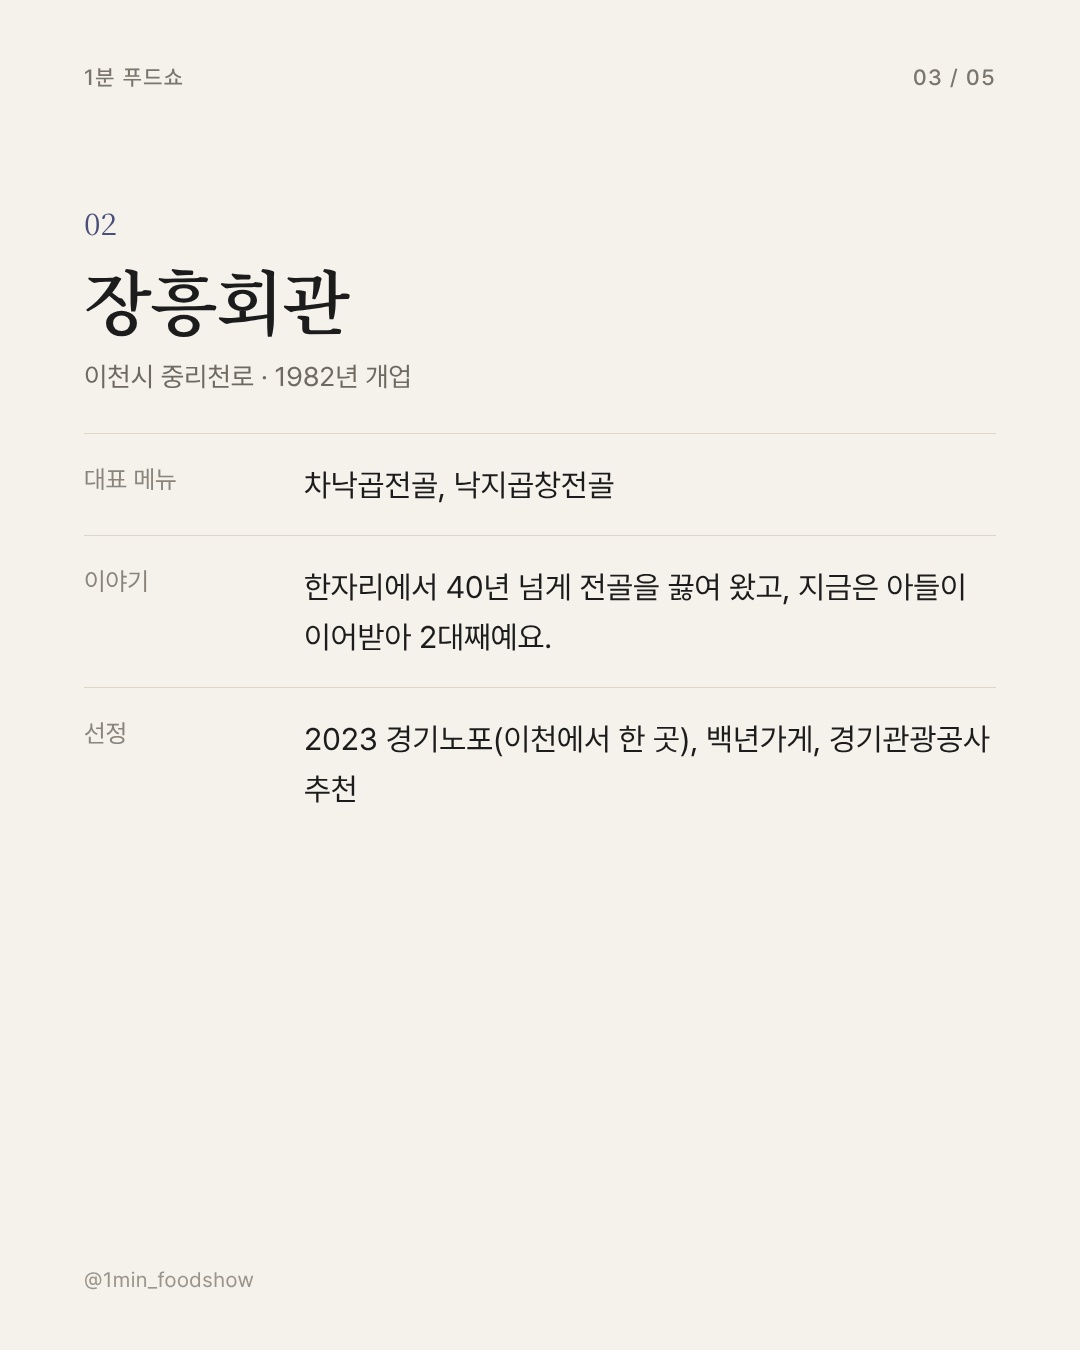 1분 푸드쇼
03 / 05
02
장흥회관
이천시 중리천로 · 1982년 개업
대표 메뉴
차낙곱전골, 낙지곱창전골
이야기
한자리에서 40년 넘게 전골을 끓여 왔고, 지금은 아들이
이어받아 2대째예요.
선정
2023 경기노포(이천에서 한 곳), 백년가게, 경기관광공사
추천
@1min_foodshow